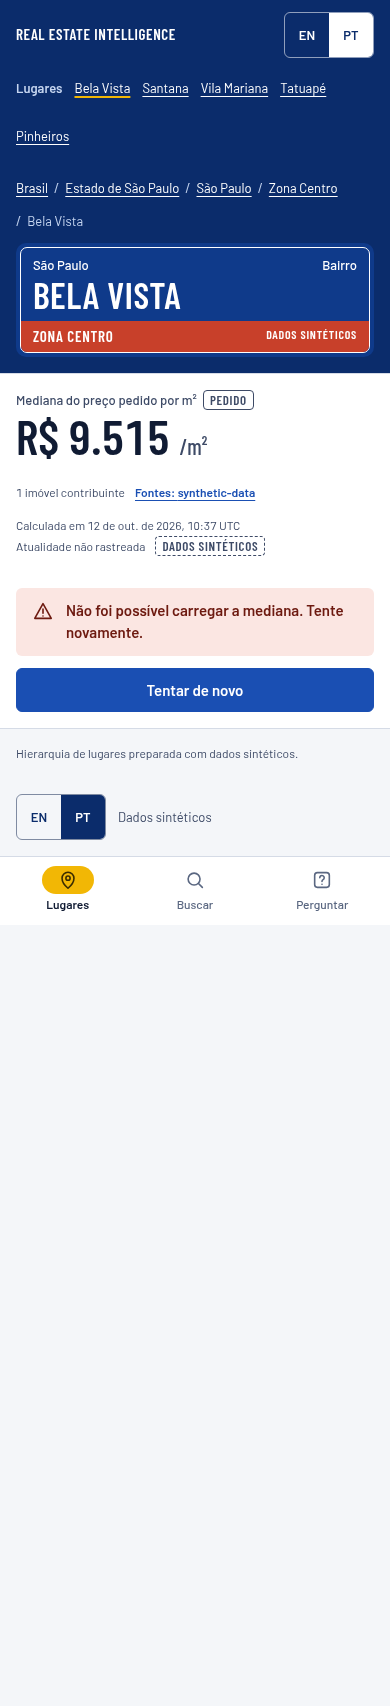 REAL ESTATE INTELLIGENCE EN PT
Lugares Bela Vista Santana Vila Mariana Tatuapé
Pinheiros
Brasil / Estado de São Paulo / São Paulo / Zona Centro
/ Bela Vista
São Paulo Bairro
BELA VISTA
ZONA CENTRO DADOS SINTÉTICOS
Mediana do preço pedido por m² PEDIDO
R$ 9.515 /m²
1 imóvel contribuinte Fontes: synthetic-data
Calculada em 12 de out. de 2026, 10:37 UTC
Atualidade não rastreada DADOS SINTÉTICOS
Não foi possível carregar a mediana. Tente
novamente.
Tentar de novo
Hierarquia de lugares preparada com dados sintéticos.
EN PT Dados sintéticos
Lugares Buscar Perguntar